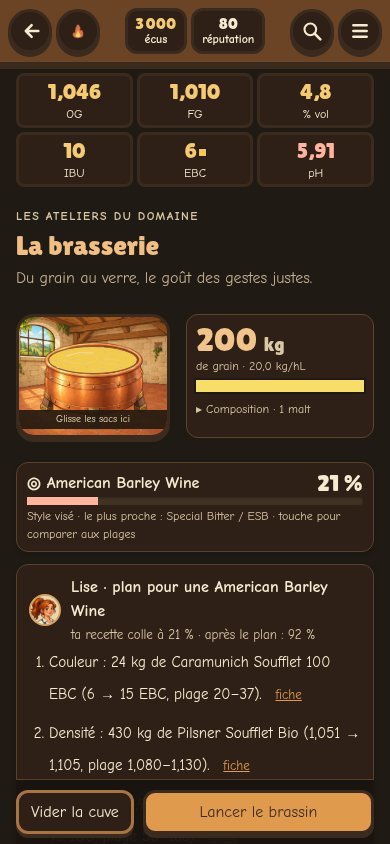 3 000
écus
80
réputation
1,046
OG
1,010
FG
4,8
% vol
10
IBU
6
EBC
5,91
pH
LES ATELIERS DU DOMAINE
La brasserie
Du grain au verre, le goût des gestes justes.
Glisse les sacs ici
200 kg
de grain · 20,0 kg/hL
▸ Composition · 1 malt
◎ American Barley Wine
21 %
Style visé · le plus proche : Special Bitter / ESB · touche pour
comparer aux plages
Lise · plan pour une American Barley
Wine
ta recette colle à 21 % · après le plan : 92 %
1. Couleur : 24 kg de Caramunich Soufflet 100
EBC (6 → 15 EBC, plage 20–37). fiche
2. Densité : 430 kg de Pilsner Soufflet Bio (1,051 →
1,105, plage 1,080–1,130). fiche
Vider la cuve
Lancer le brassin